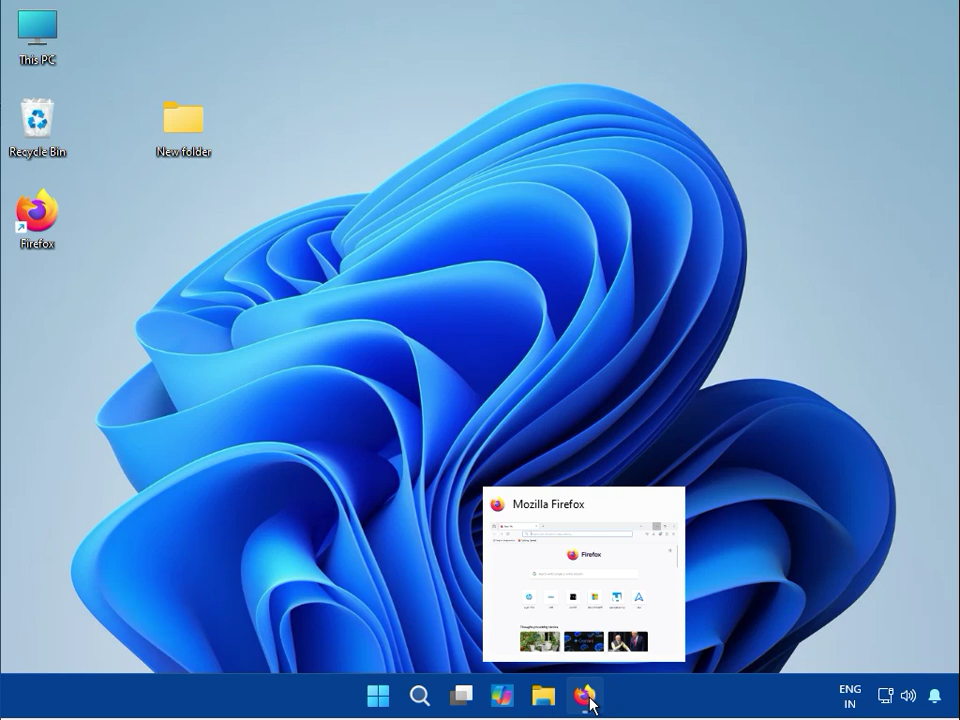 This PC
Recycle Bin
New folder
Firefox
Mozilla Firefox
Firefox
ENG
IN